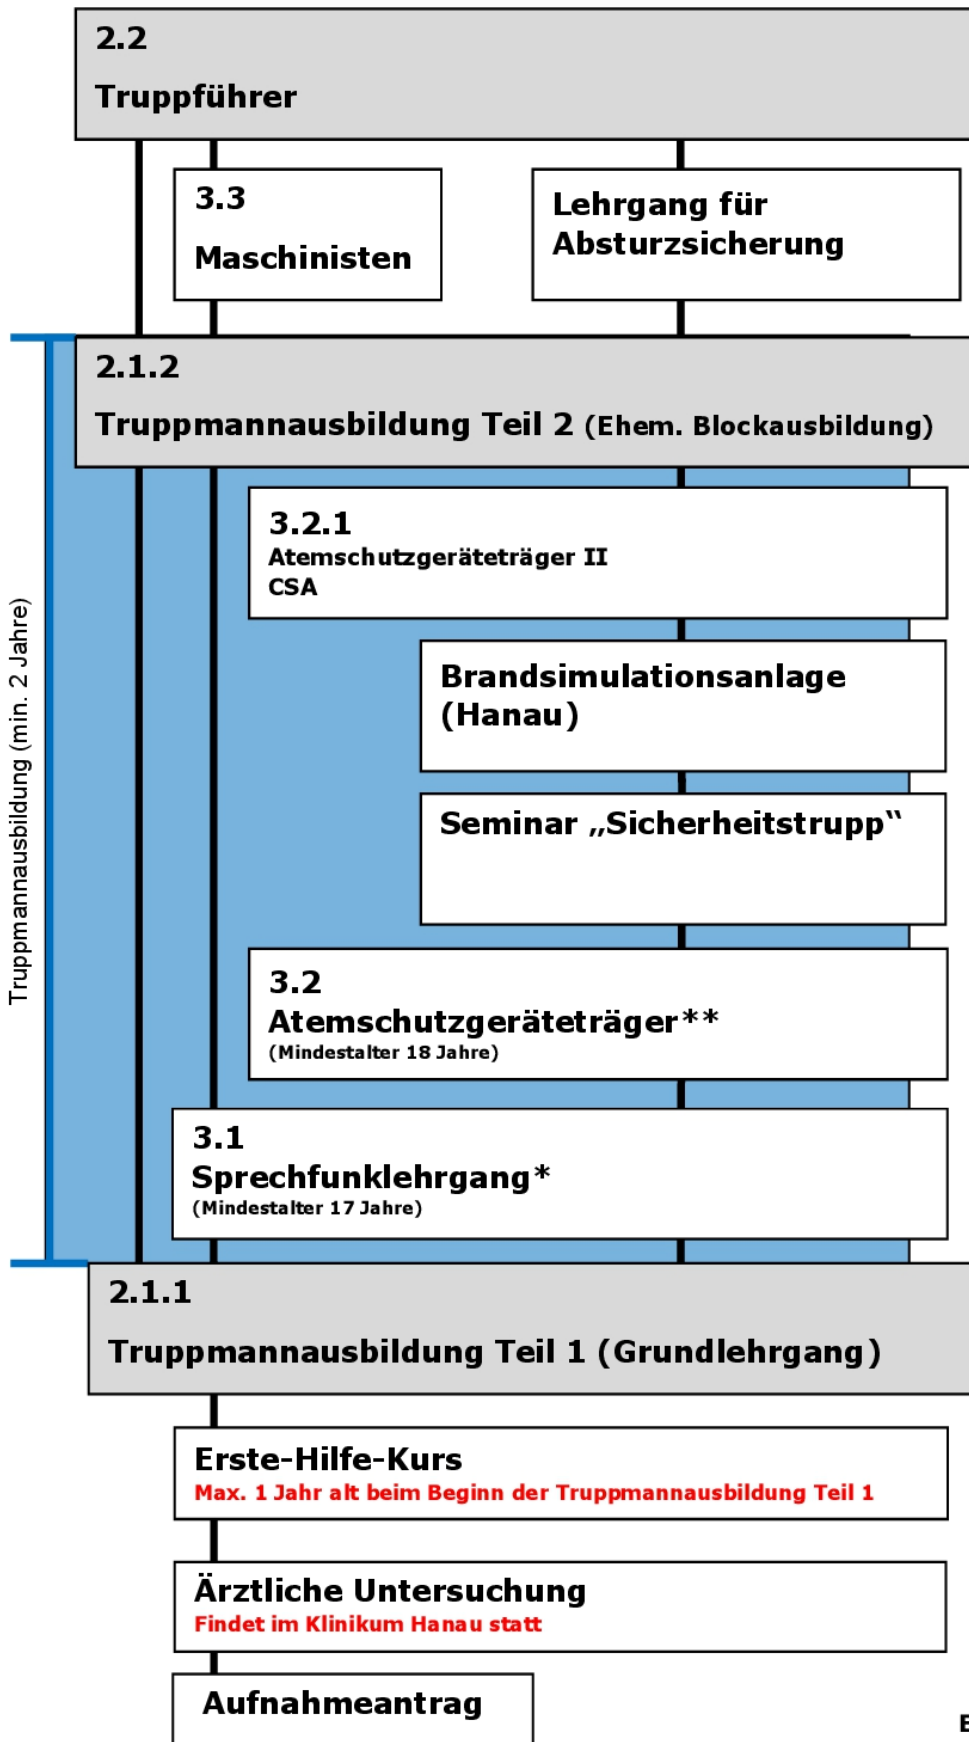 2.2
Truppführer
3.3
Maschinisten
Lehrgang für
Absturzsicherung
2.1.2
Truppmannausbildung Teil 2 (Ehem. Blockausbildung)
3.2.1
Atemschutzgeräteträger II
CSA
Brandsimulationsanlage
(Hanau)
Seminar „Sicherheitstrupp“
Truppmannausbildung (min. 2 Jahre)
3.2
Atemschutzgeräteträger**
(Mindestalter 18 Jahre)
3.1
Sprechfunklehrgang*
(Mindestalter 17 Jahre)
2.1.1
Truppmannausbildung Teil 1 (Grundlehrgang)
Erste-Hilfe-Kurs
Max. 1 Jahr alt beim Beginn der Truppmannausbildung Teil 1
Ärztliche Untersuchung
Findet im Klinikum Hanau statt
Aufnahmeantrag